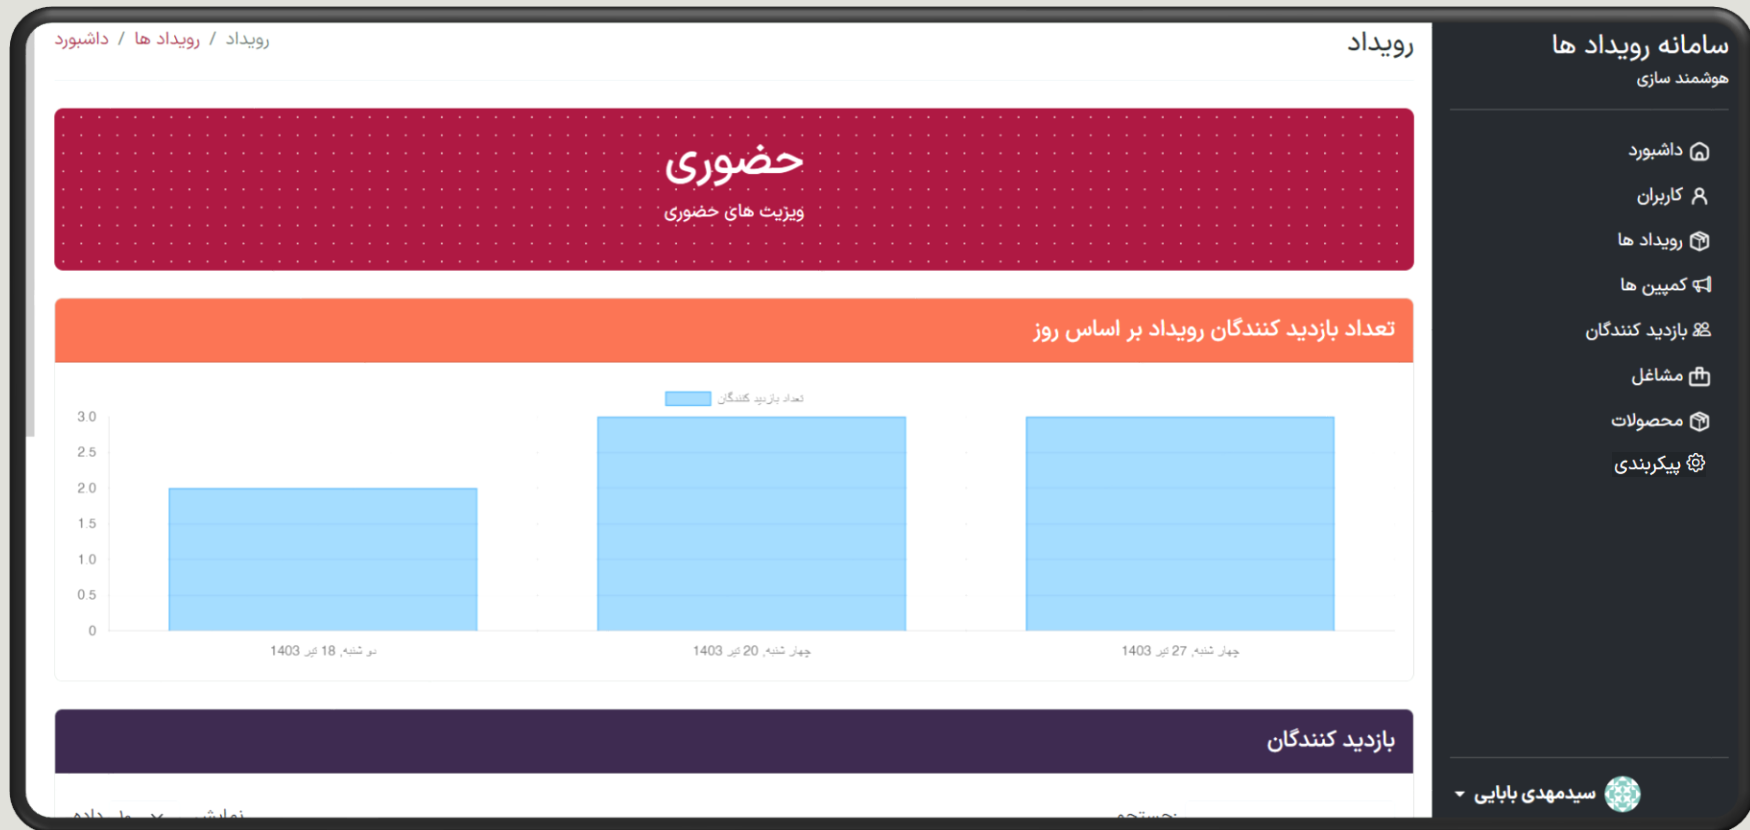 سامانه رویداد ها
هوشمند سازی
داشبورد
کاربران
رویداد ها
کمپین ها
بازدید کنندگان
مشاغل
محصولات
پیکربندی
سیدمهدی بابایی
رویداد
رویداد / رویداد ها / داشبورد
حضوری
ویزیت های حضوری
تعداد بازدید کنندگان رویداد بر اساس روز
تعداد بازدید کنندگان
3.0
2.5
2.0
1.5
1.0
0.5
0
دو شنبه, 18 تیر 1403
چهار شنبه, 20 تیر 1403
چهار شنبه, 27 تیر 1403
بازدید کنندگان